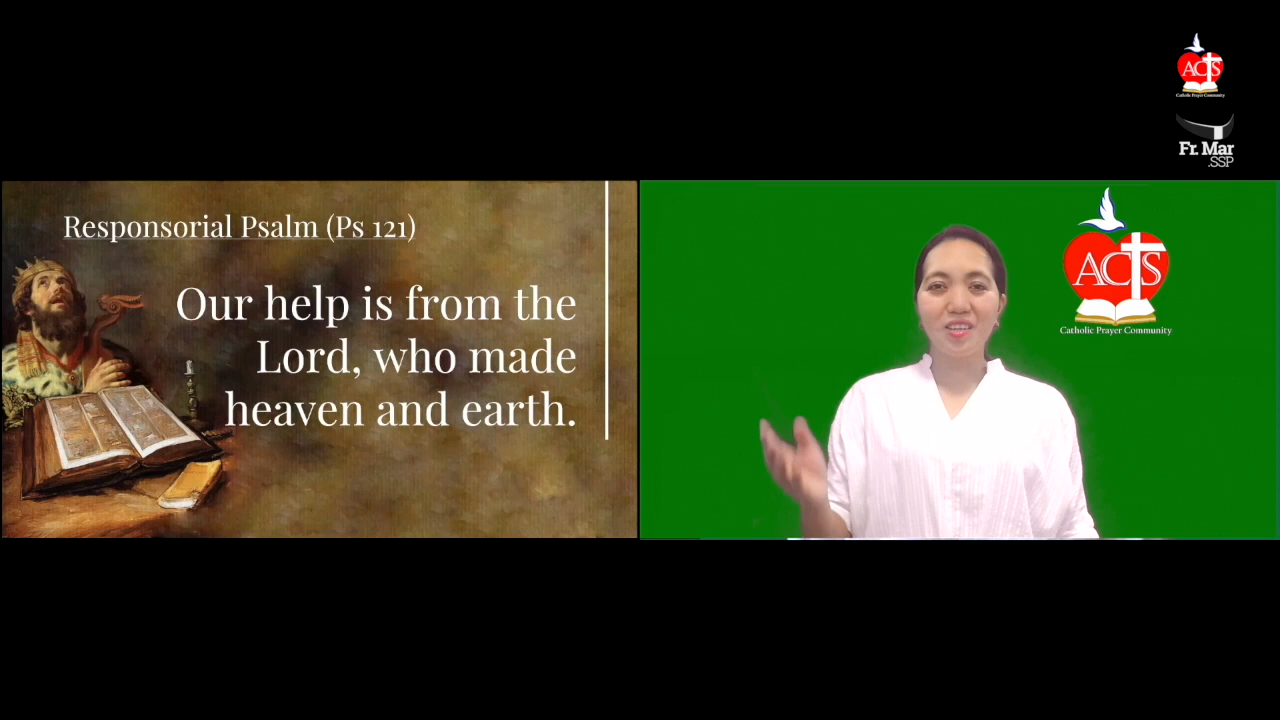 ACTS
Catholic Prayer Community
Fr. Mar
.SSP
Responsorial Psalm (Ps 121)
Our help is from the
Lord, who made
heaven and earth.
ACTS
Catholic Prayer Community